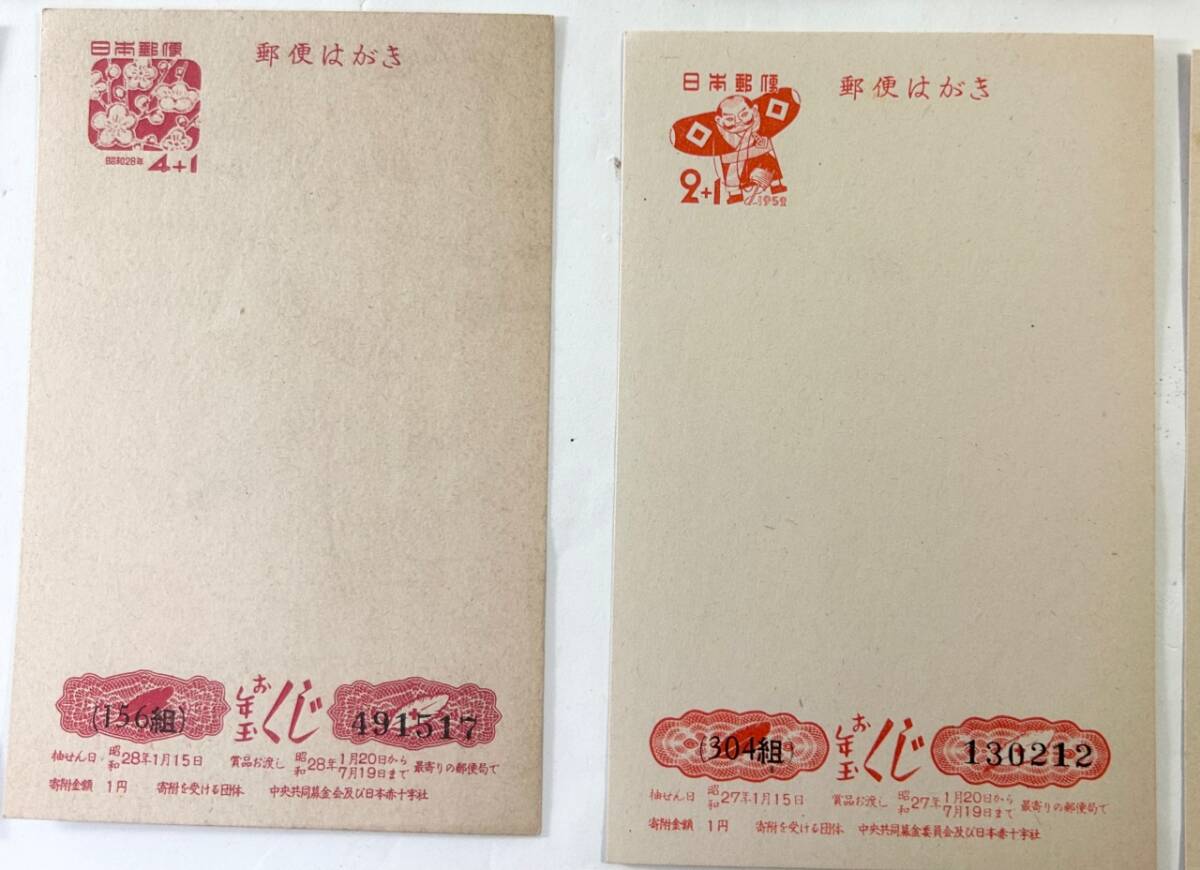 日本郵便
郵便はがき
昭和28年
4+1
(156組)
お年玉くじ
491517
抽せん日 昭和28年1月15日 賞品お渡し 昭和28年1月20日から7月19日まで 最寄りの郵便局で
寄附金額 1円 寄附を受ける団体 中央共同募金会及び日本赤十字社
日本郵便
郵便はがき
2+1
1952
(304組)
お年玉くじ
130212
抽せん日 昭和27年1月15日 賞品お渡し 昭和27年1月20日から7月19日まで 最寄りの郵便局で
寄附金額 1円 寄附を受ける団体 中央共同募金委員会及び日本赤十字社